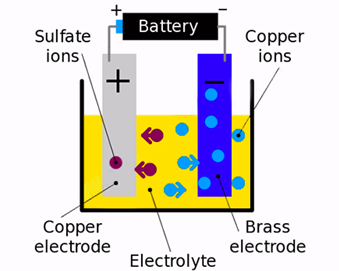 + Battery −
Sulfate
ions
Copper
ions
+ −
Copper
electrode
Brass
electrode
Electrolyte